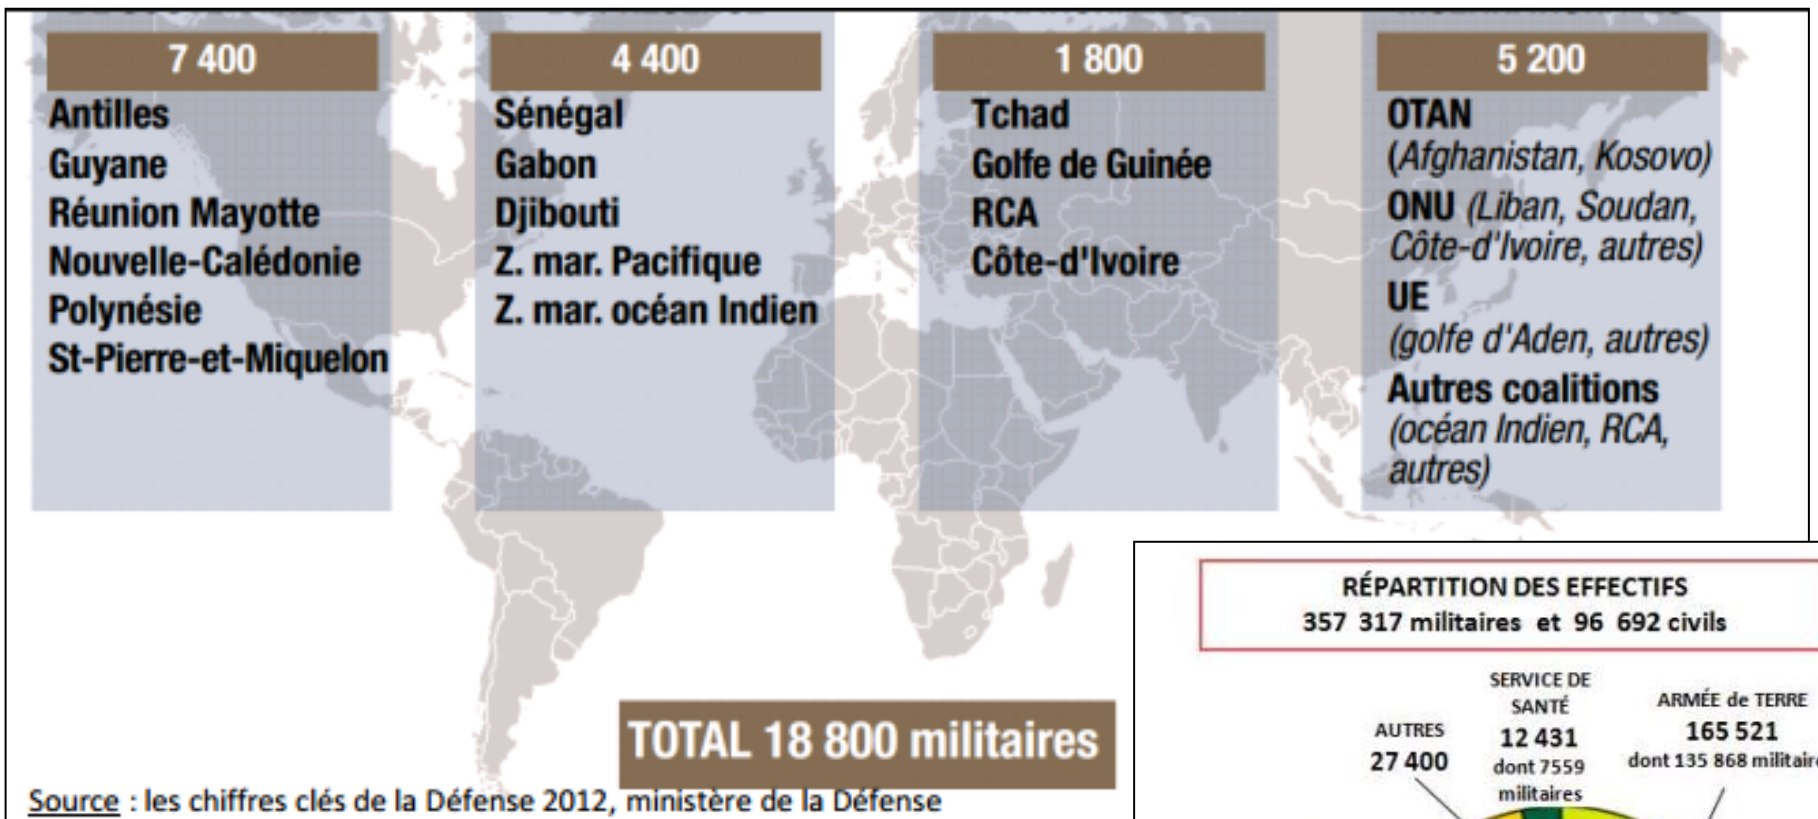 7 400
Antilles
Guyane
Réunion Mayotte
Nouvelle-Calédonie
Polynésie
St-Pierre-et-Miquelon
4 400
Sénégal
Gabon
Djibouti
Z. mar. Pacifique
Z. mar. océan Indien
1 800
Tchad
Golfe de Guinée
RCA
Côte-d'Ivoire
5 200
OTAN
(Afghanistan, Kosovo)
ONU (Liban, Soudan,
Côte-d'Ivoire, autres)
UE
(golfe d'Aden, autres)
Autres coalitions
(océan Indien, RCA,
autres)
TOTAL 18 800 militaires
Source : les chiffres clés de la Défense 2012, ministère de la Défense
RÉPARTITION DES EFFECTIFS
357 317 militaires et 96 692 civils
AUTRES
27 400
SERVICE DE
SANTÉ
12 431
dont 7559
militaires
ARMÉE de TERRE
165 521
dont 135 868 militaire